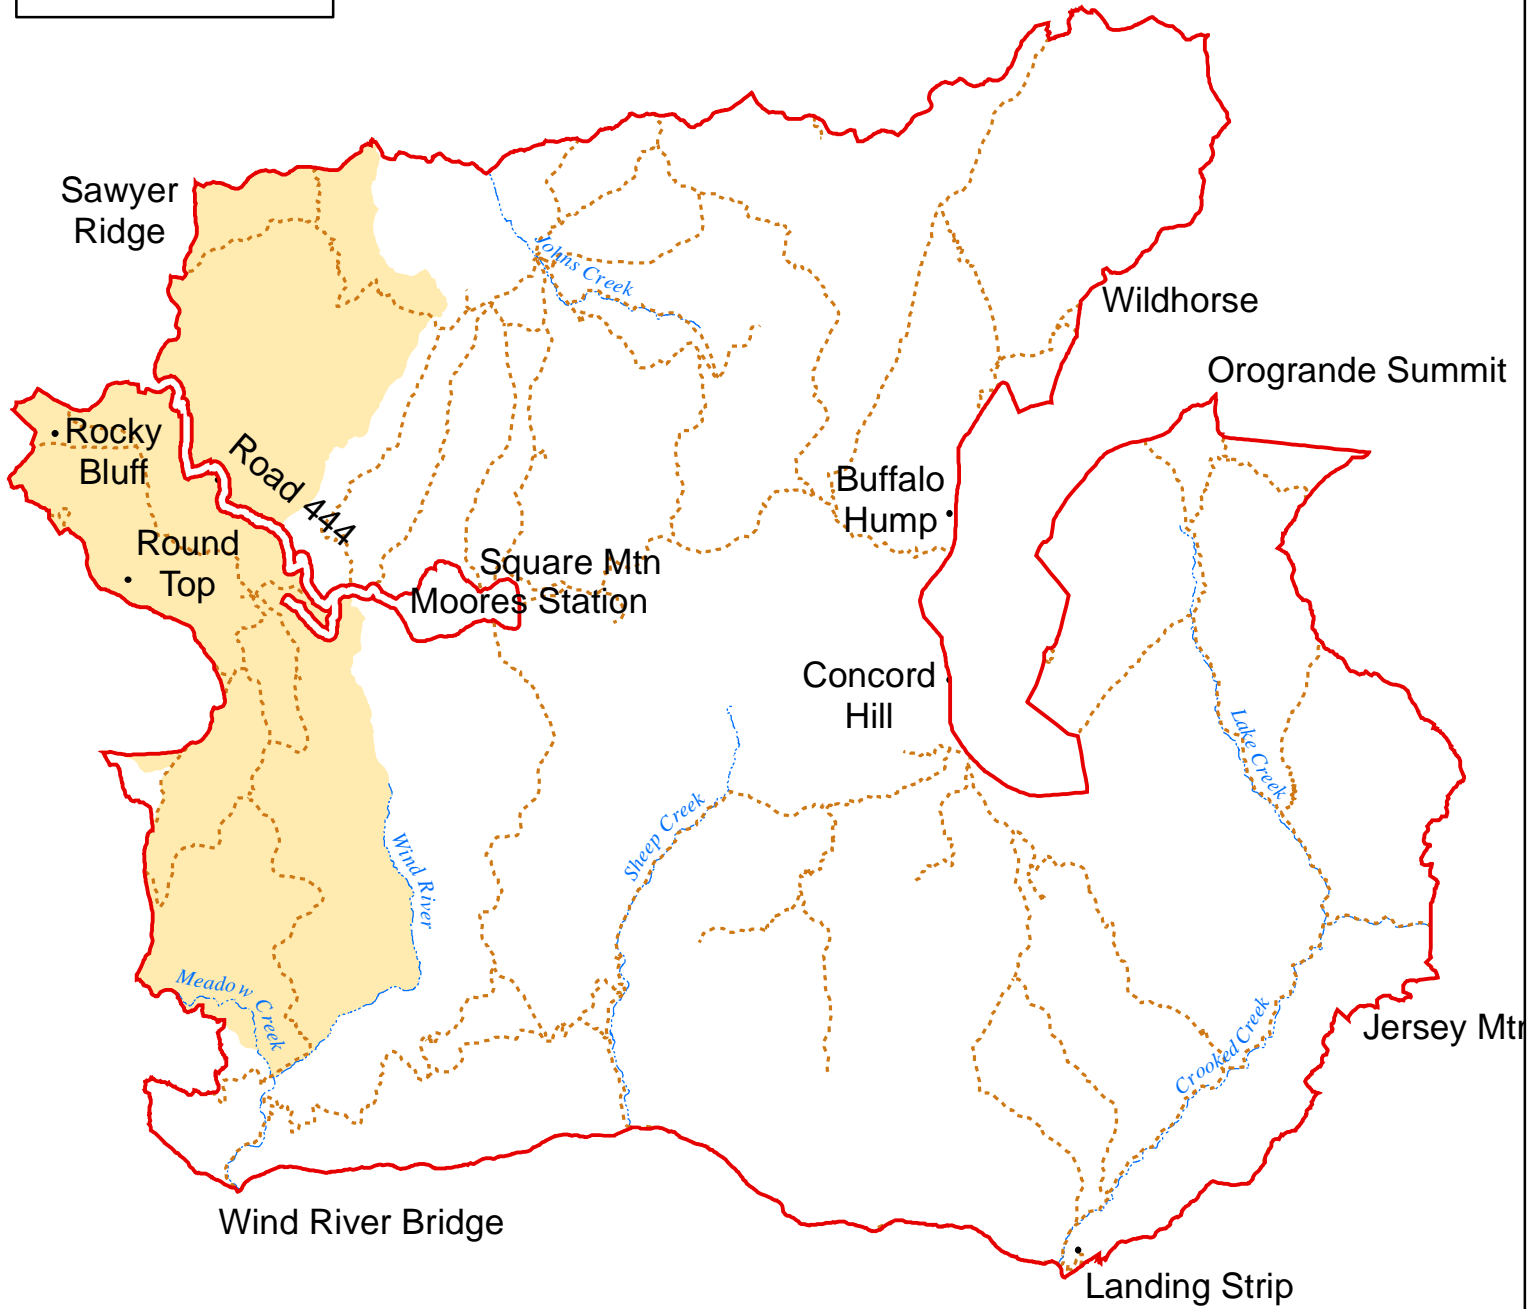 Sawyer
Ridge
Johns Creek
Wildhorse
Orogrande Summit
Rocky
Bluff
Road 444
Buffalo
Hump
Round
Top
Square Mtn
Moores Station
Concord
Hill
Lake Creek
Sheep Creek
Wind River
Meadow Creek
Crooked Creek
Jersey Mtn
Wind River Bridge
Landing Strip